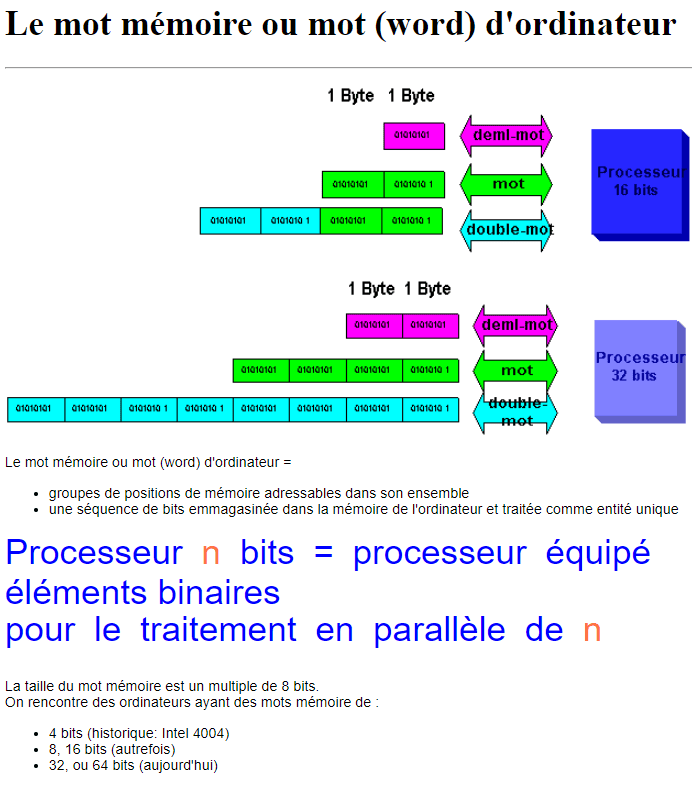 Le mot mémoire ou mot (word) d'ordinateur
1 Byte 1 Byte
01010101 demi-mot
Processeur
16 bits
01010101 0101010 1 mot
01010101 0101010 1 01010101 0101010 1 double-mot
1 Byte 1 Byte
01010101 01010101 demi-mot
Processeur
32 bits
01010101 01010101 01010101 0101010 1 mot
01010101 01010101 0101010 1 0101010 1 01010101 01010101 01010101 0101010 1 double-
mot
Le mot mémoire ou mot (word) d'ordinateur =
• groupes de positions de mémoire adressables dans son ensemble
• une séquence de bits emmagasinée dans la mémoire de l'ordinateur et traitée comme entité unique
Processeur n bits = processeur équipé
éléments binaires
pour le traitement en parallèle de n
La taille du mot mémoire est un multiple de 8 bits.
On rencontre des ordinateurs ayant des mots mémoire de :
• 4 bits (historique: Intel 4004)
• 8, 16 bits (autrefois)
• 32, ou 64 bits (aujourd'hui)